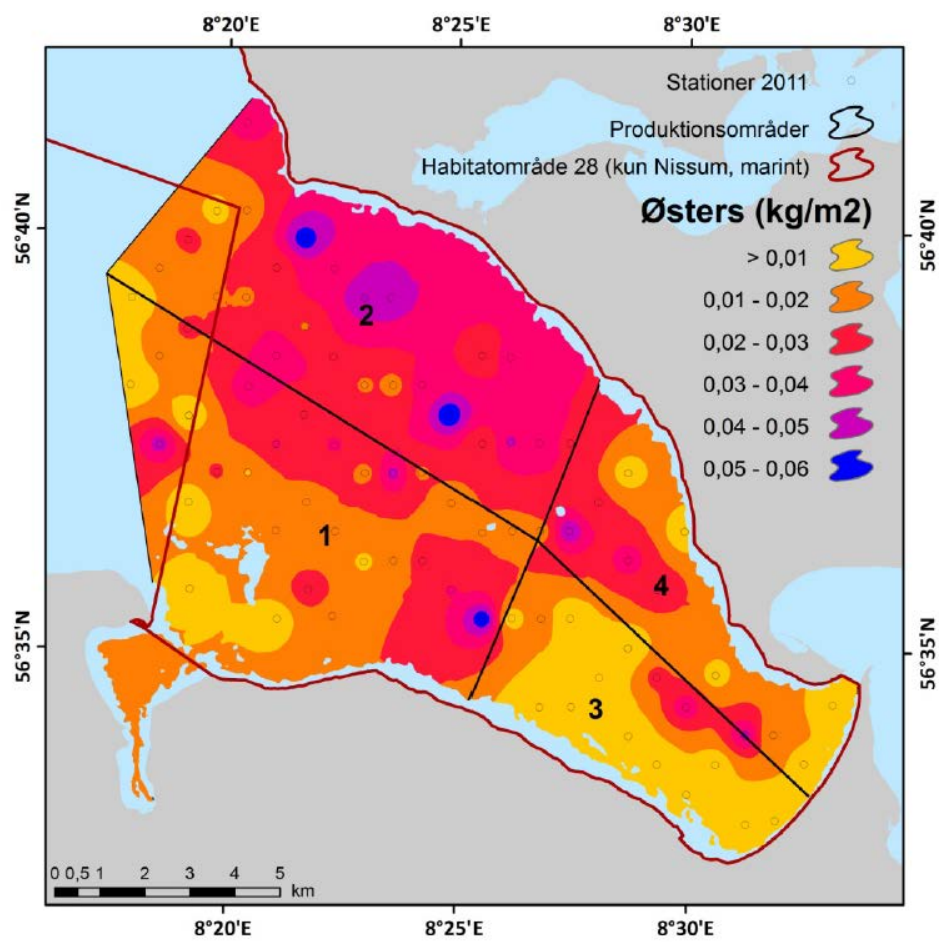 8°20'E 8°25'E 8°30'E
Stationer 2011
Produktionsområder
Habitatområde 28 (kun Nissum, marint)
Østers (kg/m2)
56°40'N 56°40'N
> 0,01
0,01 - 0,02
0,02 - 0,03
0,03 - 0,04
0,04 - 0,05
0,05 - 0,06
2
1
4
3
56°35'N 56°35'N
0 0,5 1 2 3 4 5
km
8°20'E 8°25'E 8°30'E